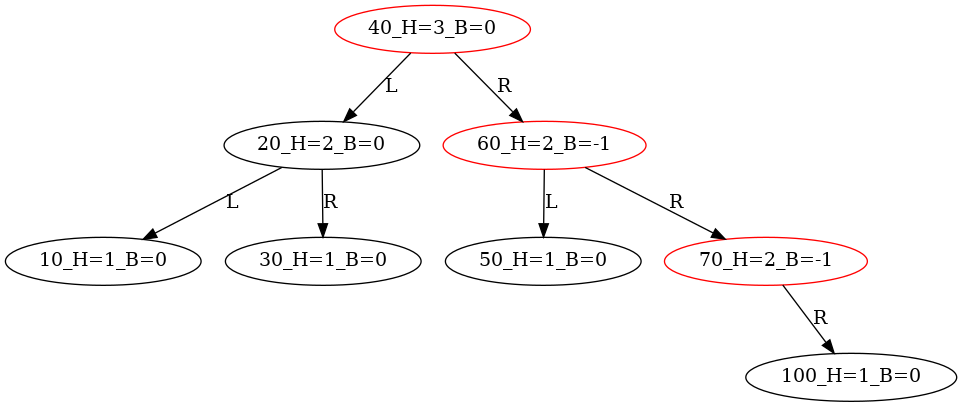 40_H=3_B=0
L
R
20_H=2_B=0
60_H=2_B=-1
L
R
L
R
10_H=1_B=0
30_H=1_B=0
50_H=1_B=0
70_H=2_B=-1
R
100_H=1_B=0